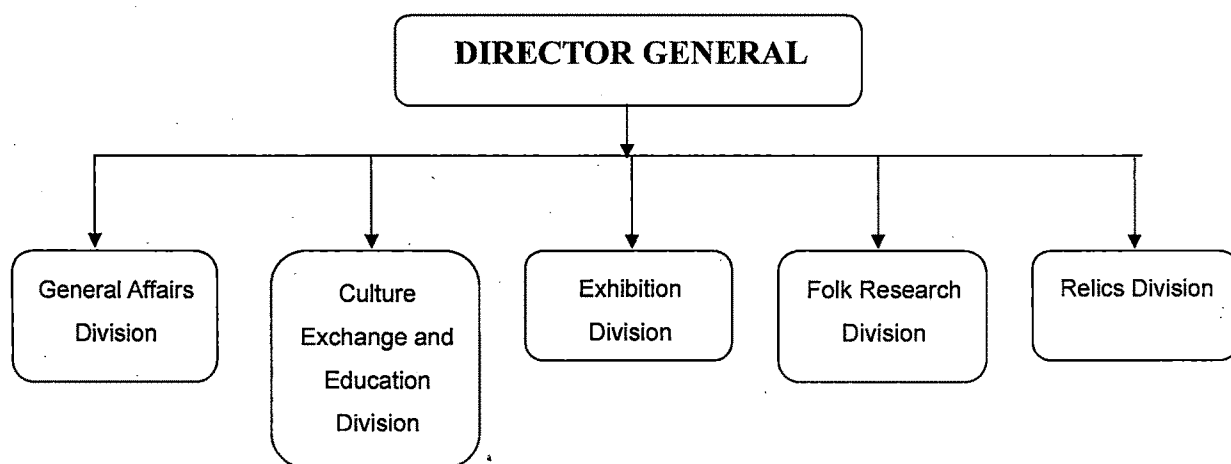 DIRECTOR GENERAL
General Affairs
Division
Culture
Exchange and
Education
Division
Exhibition
Division
Folk Research
Division
Relics Division